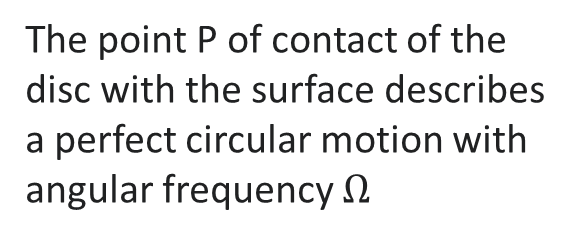 The point P of contact of the
disc with the surface describes
a perfect circular motion with
angular frequency Ω